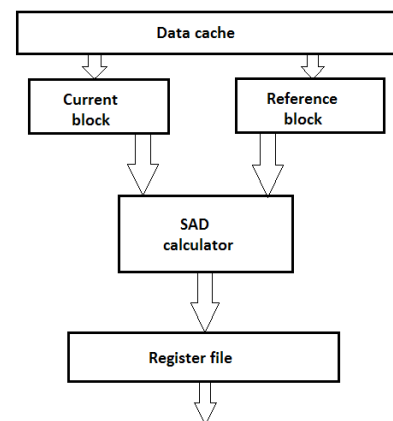 Data cache
Current
block
Reference
block
SAD
calculator
Register file